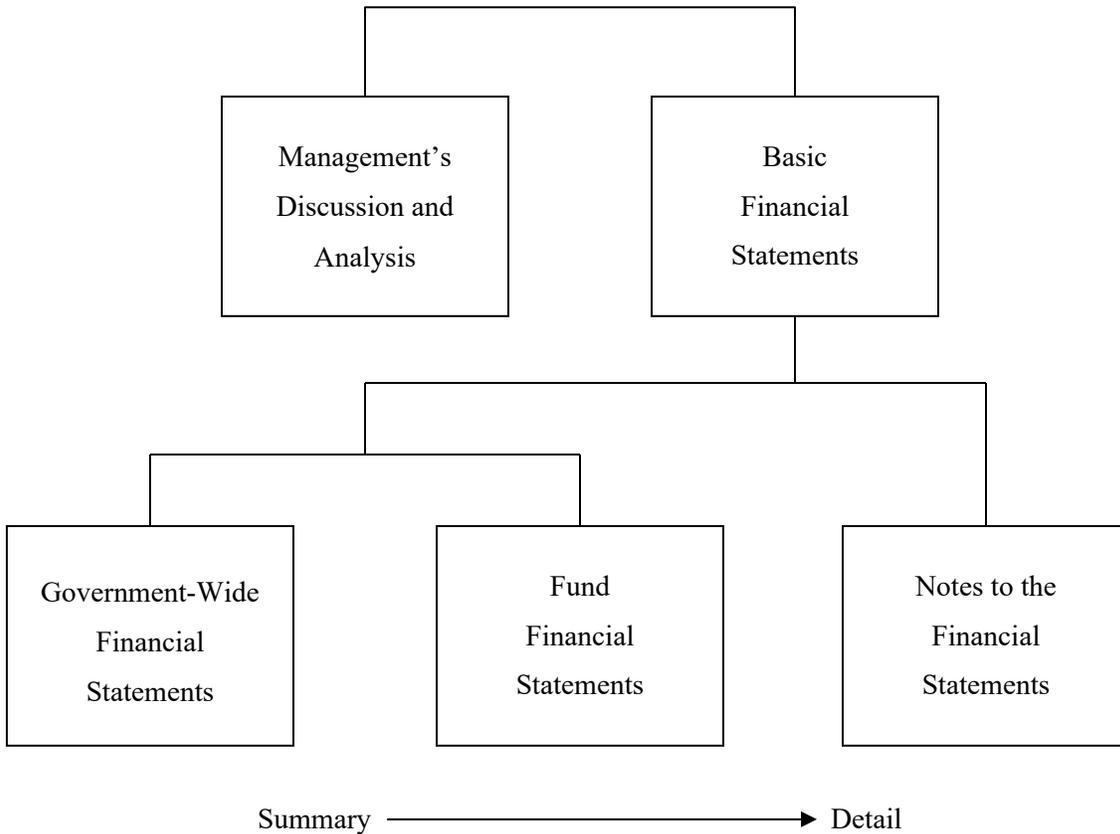 Management’s
Discussion and
Analysis
Basic
Financial
Statements
Government-Wide
Financial
Statements
Fund
Financial
Statements
Notes to the
Financial
Statements
Summary
Detail